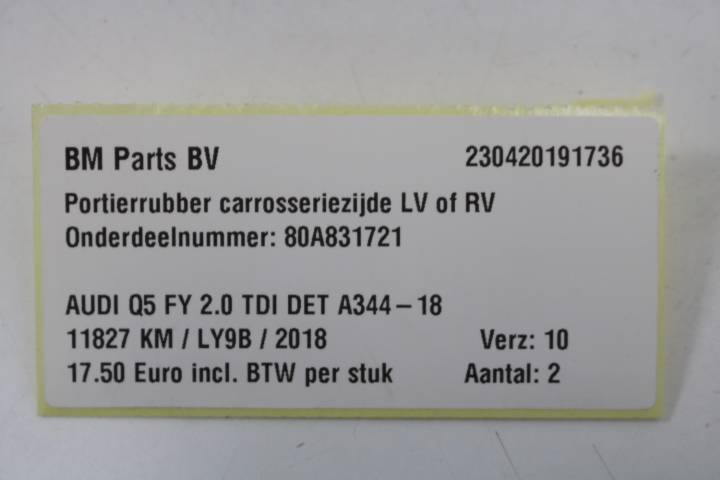 BM Parts BV 230420191736
Portierrubber carrosseriezijde LV of RV
Onderdeelnummer: 80A831721
AUDI Q5 FY 2.0 TDI DET A344-18
11827 KM / LY9B / 2018 Verz: 10
17.50 Euro incl. BTW per stuk Aantal: 2